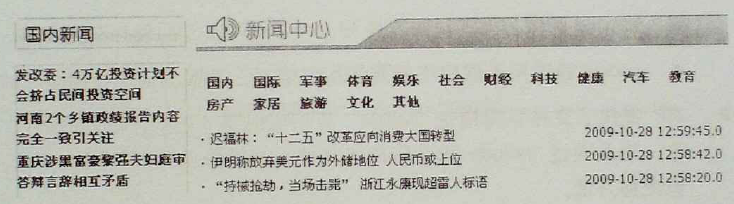 国内新闻
发改委：4万亿投资计划不
会挤占民间投资空间
河南2个乡镇政绩报告内容
完全一致引关注
重庆涉黑富豪黎强夫妇庭审
答辩言辞相互矛盾
新闻中心
国内 国际 军事 体育 娱乐 社会 财经 科技 健康 汽车 教育
房产 家居 旅游 文化 其他
·迟福林：“十二五”改革应向消费大国转型 2009-10-28 12:59:45.0
·伊朗称放弃美元作为外储地位 人民币或上位 2009-10-28 12:58:42.0
·“持械抢劫，当场击毙” 浙江永康现超雷人标语 2009-10-28 12:58:20.0